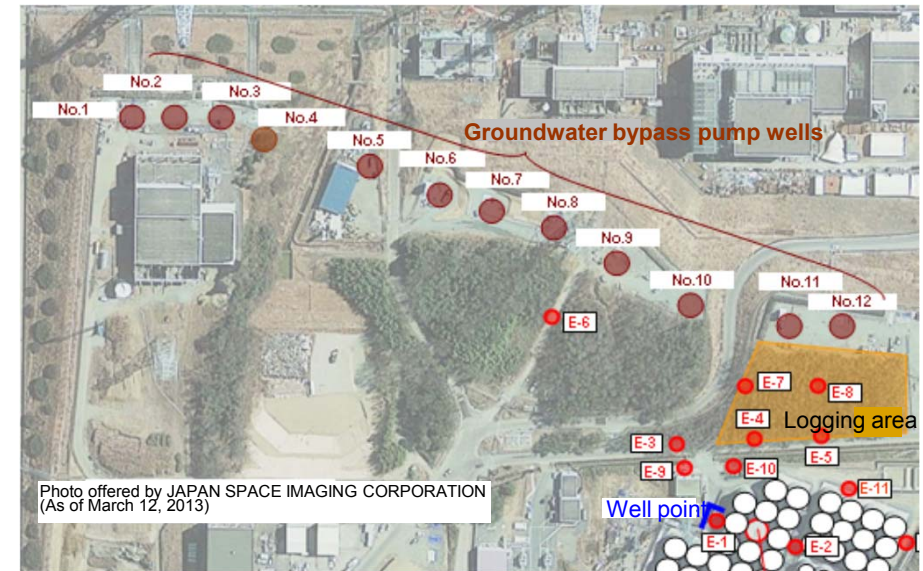 No.1
No.2
No.3
No.4
No.5
No.6
No.7
No.8
No.9
No.10
No.11
No.12
Groundwater bypass pump wells
E-6
E-7
E-8
E-4
Logging area
E-3
E-5
E-9
E-10
E-11
Well point
E-1
E-2
Photo offered by JAPAN SPACE IMAGING CORPORATION
(As of March 12, 2013)